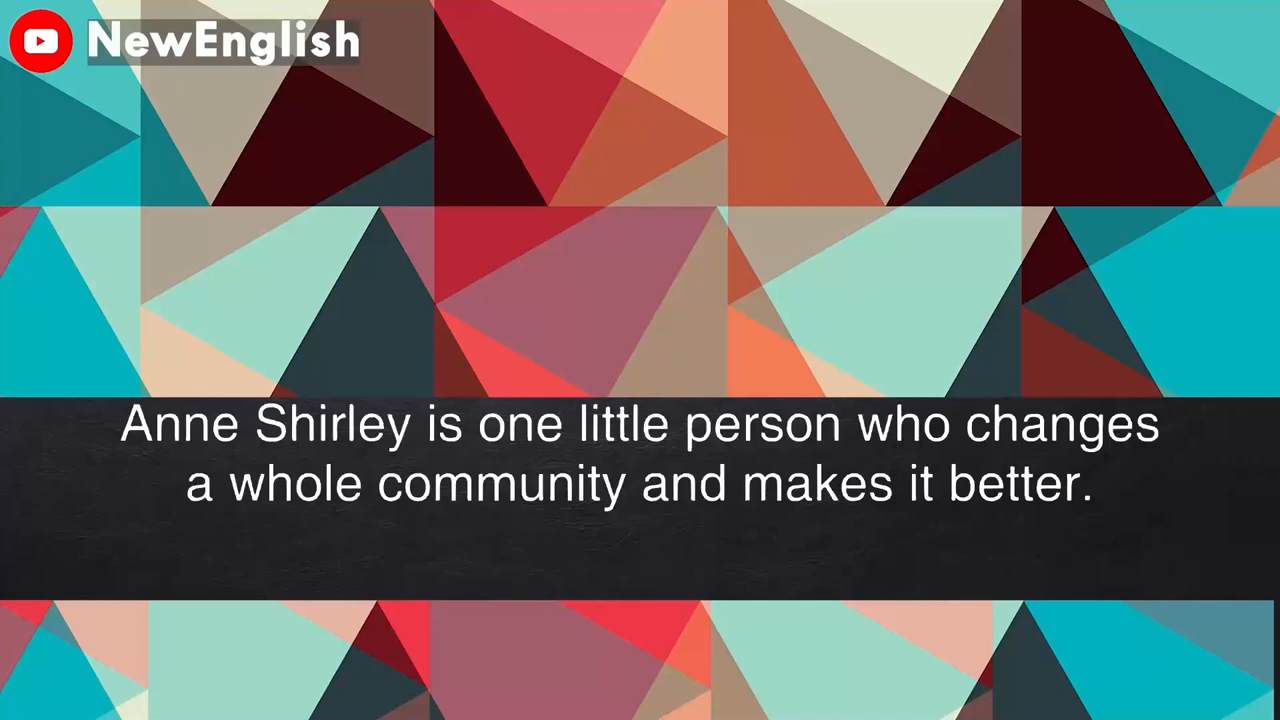 NewEnglish
Anne Shirley is one little person who changes
a whole community and makes it better.